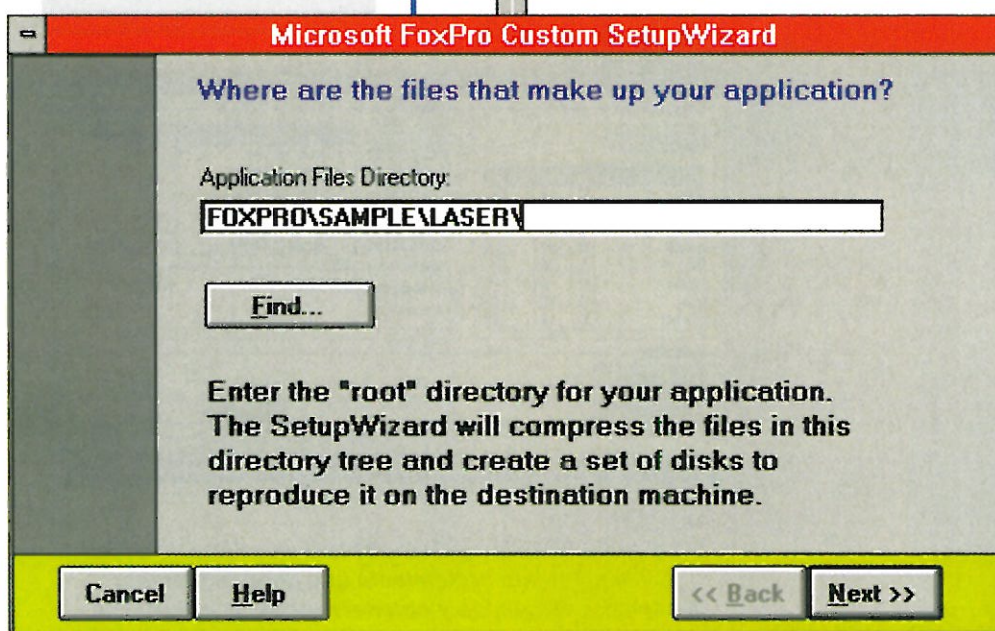 Microsoft FoxPro Custom SetupWizard
Where are the files that make up your application?
Application Files Directory:
FOXPRO\SAMPLE\LASER\
Find...
Enter the "root" directory for your application.
The SetupWizard will compress the files in this
directory tree and create a set of disks to
reproduce it on the destination machine.
Cancel Help << Back Next >>